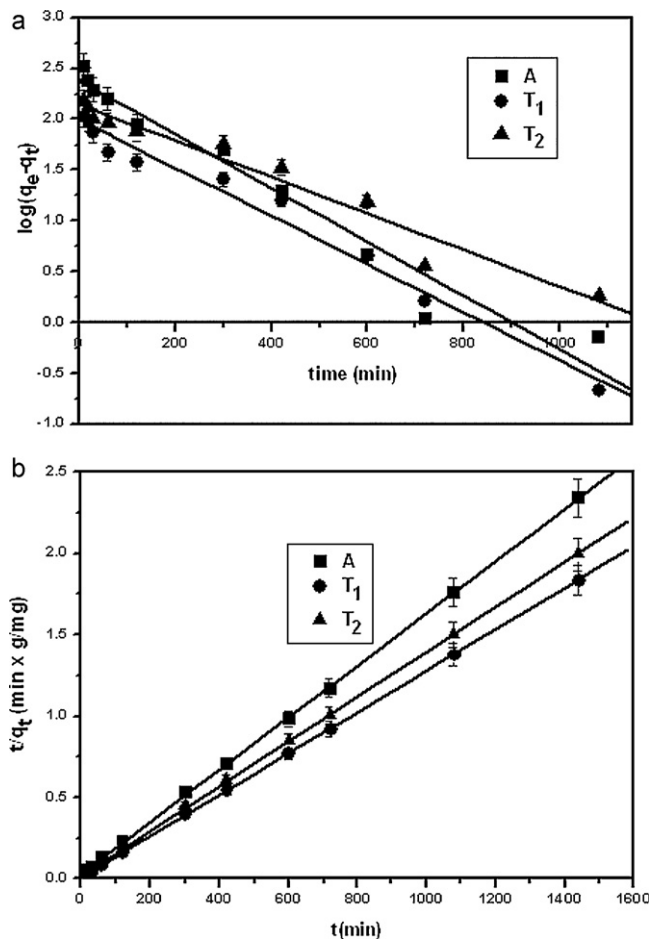 a
3.0
2.5
2.0
1.5
1.0
0.5
0.0
-0.5
-1.0
log(qe-qt)
A
T1
T2
0 200 400 600 800 1000
time (min)
b
2.5
2.0
1.5
1.0
0.5
0.0
t/qt (min x g/mg)
A
T1
T2
0 200 400 600 800 1000 1200 1400 1600
t(min)